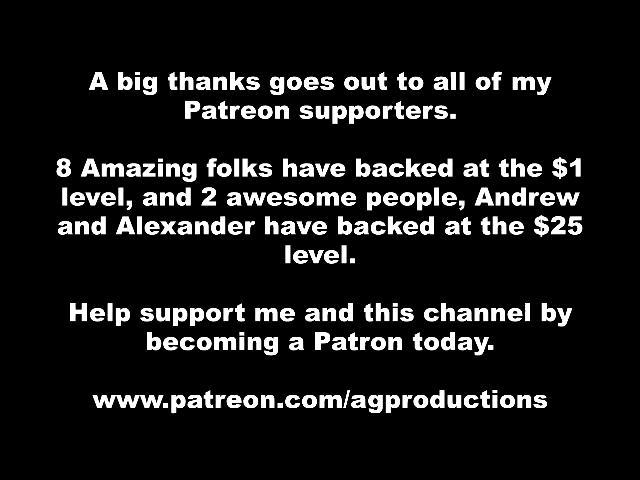 A big thanks goes out to all of my
Patreon supporters.
8 Amazing folks have backed at the $1
level, and 2 awesome people, Andrew
and Alexander have backed at the $25
level.
Help support me and this channel by
becoming a Patron today.
www.patreon.com/agproductions